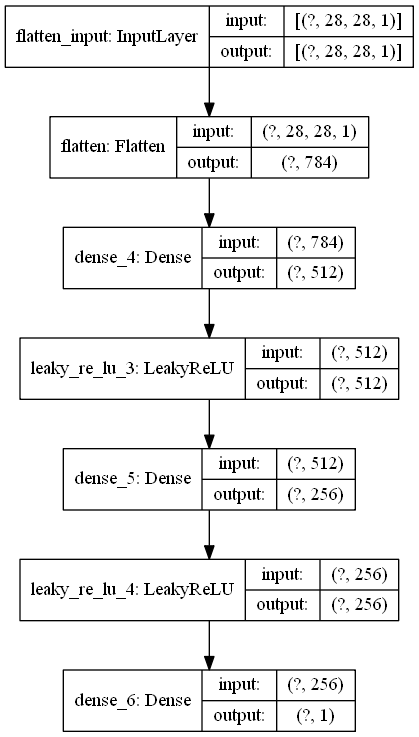 flatten_input: InputLayer
input: [(?, 28, 28, 1)]
output: [(?, 28, 28, 1)]
flatten: Flatten
input: (?, 28, 28, 1)
output: (?, 784)
dense_4: Dense
input: (?, 784)
output: (?, 512)
leaky_re_lu_3: LeakyReLU
input: (?, 512)
output: (?, 512)
dense_5: Dense
input: (?, 512)
output: (?, 256)
leaky_re_lu_4: LeakyReLU
input: (?, 256)
output: (?, 256)
dense_6: Dense
input: (?, 256)
output: (?, 1)